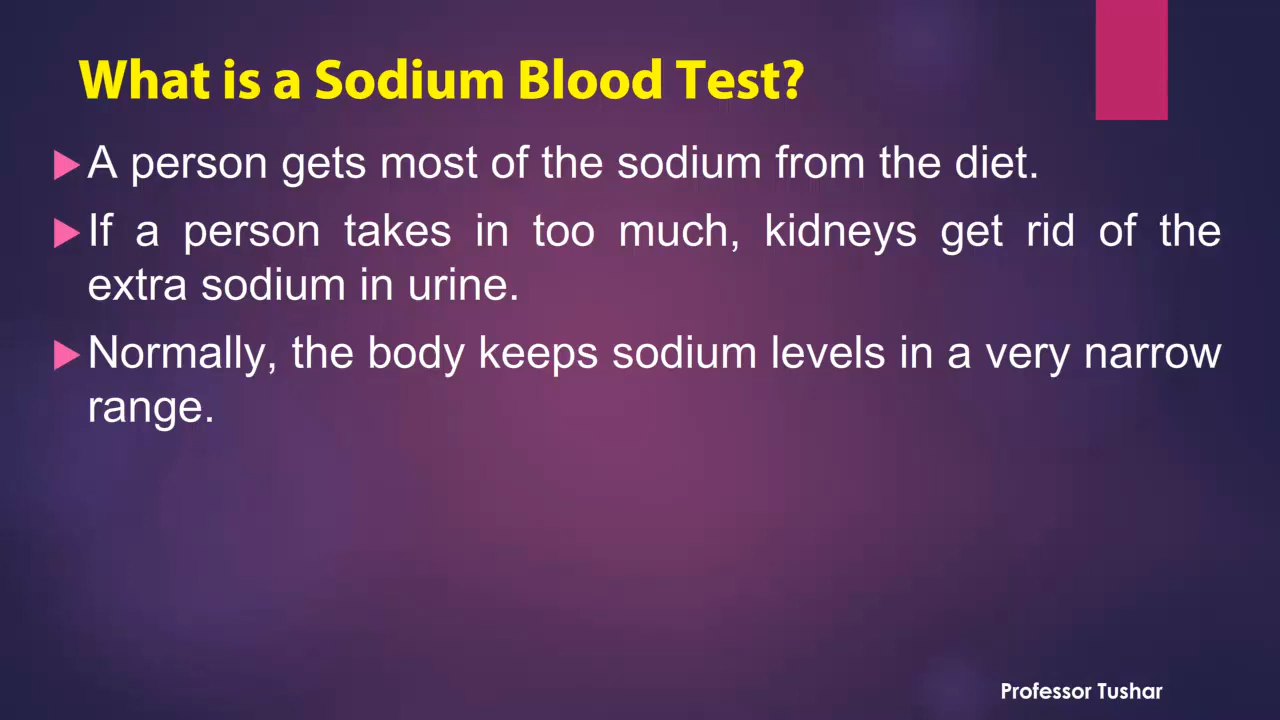 What is a Sodium Blood Test?
A person gets most of the sodium from the diet.
If a person takes in too much, kidneys get rid of the
extra sodium in urine.
Normally, the body keeps sodium levels in a very narrow
range.
Professor Tushar